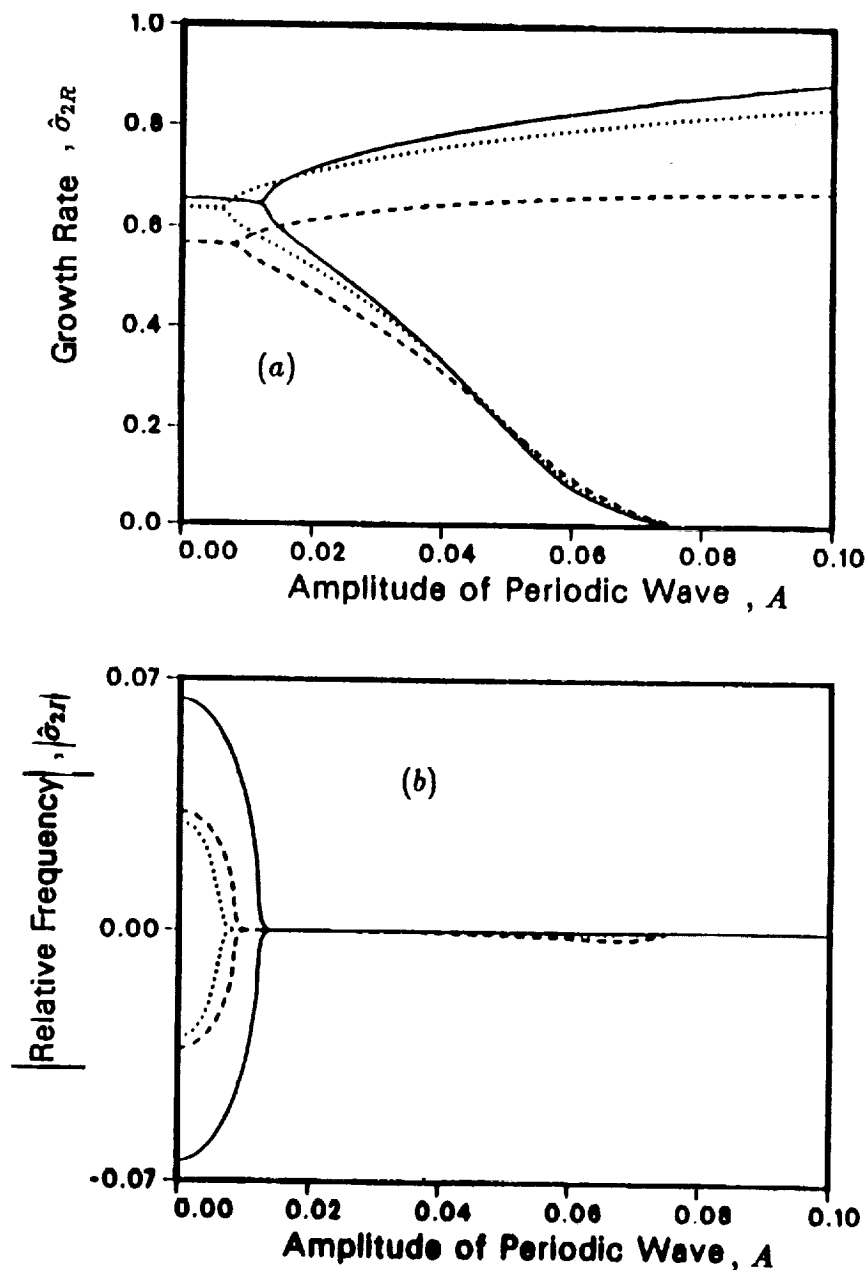 1.0
0.8
0.6
0.4
0.2
0.0
Growth Rate , σ̂2R
(a)
0.00 0.02 0.04 0.06 0.08 0.10
Amplitude of Periodic Wave , A
0.07
0.00
-0.07
|Relative Frequency| , |σ̂2I|
(b)
0.00 0.02 0.04 0.06 0.08 0.10
Amplitude of Periodic Wave , A